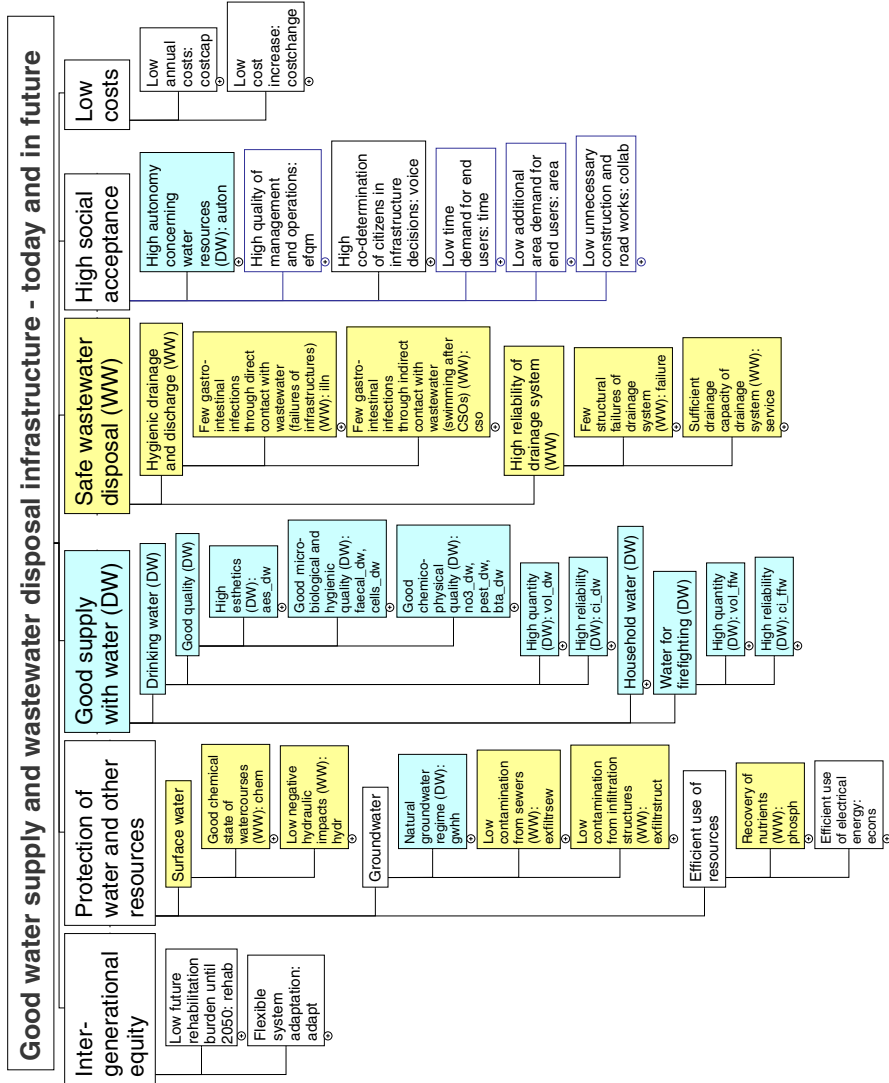 Good water supply and wastewater disposal infrastructure - today and in future
Inter-
generational
equity
Low future
rehabilitation
burden until
2050: rehab
Flexible
system
adaptation:
adapt
Protection of
water and other
resources
Surface water
Good chemical
state of
watercourses
(WW): chem
Low negative
hydraulic
impacts (WW):
hydr
Groundwater
Natural
groundwater
regime (DW):
gwhh
Low
contamination
from sewers
(WW):
exfiltrsew
Low
contamination
from infiltration
structures
(WW):
exfiltrstruct
Efficient use of
resources
Recovery of
nutrients
(WW):
phosph
Efficient use
of electrical
energy:
econs
Good supply
with water (DW)
Drinking water (DW)
Good quality (DW)
High
esthetics
(DW):
aes_dw
Good micro-
biological and
hygienic
quality (DW):
faecal_dw,
cells_dw
Good
chemico-
physical
quality (DW):
no3_dw,
pest_dw,
bta_dw
High quantity
(DW): vol_dw
High reliability
(DW): ci_dw
Household water (DW)
Water for
firefighting (DW)
High quantity
(DW): vol_ffw
High reliability
(DW): ci_ffw
Safe wastewater
disposal (WW)
Hygienic drainage
and discharge (WW)
Few gastro-
intestinal
infections
through direct
contact with
wastewater
(failures of
infrastructures)
(WW): illn
Few gastro-
intestinal
infections
through indirect
contact with
wastewater
(swimming after
CSOs) (WW):
cso
High reliability of
drainage system
(WW)
Few
structural
failures of
drainage
system
(WW): failure
Sufficient
drainage
capacity of
drainage
system (WW):
service
High social
acceptance
High autonomy
concerning
water
resources
(DW): auton
High quality of
management
and operations:
efqm
High
co-determination
of citizens in
infrastructure
decisions: voice
Low time
demand for end
users: time
Low additional
area demand for
end users: area
Low unnecessary
construction and
road works: collab
Low
costs
Low
annual
costs:
costcap
Low
cost
increase:
costchange